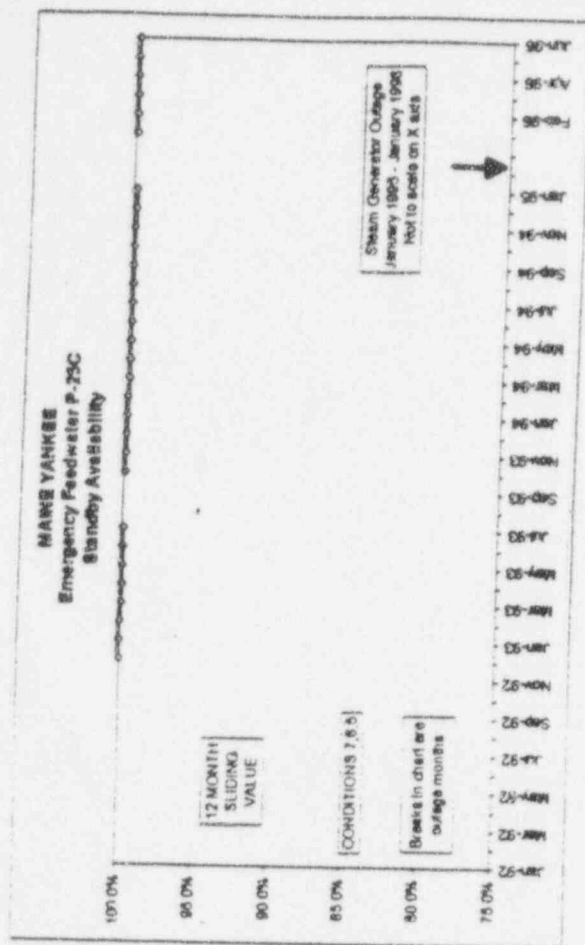 MAINE YANKEE
Emergency Feedwater P-25C
Standby Availability
100.0%
95.0%
90.0%
85.0%
80.0%
75.0%
12 MONTH
SLIDING
VALUE
CONDITIONS 7,6,5
Breaks in chart are
outage months
Steam Generator Outage
January 1995 - January 1996
Not to scale on X axis
Jan-92
Mar-92
May-92
Jul-92
Sep-92
Nov-92
Jan-93
Mar-93
May-93
Jul-93
Sep-93
Nov-93
Jan-94
Mar-94
May-94
Jul-94
Sep-94
Nov-94
Jan-95
Feb-96
Apr-96
Jun-96